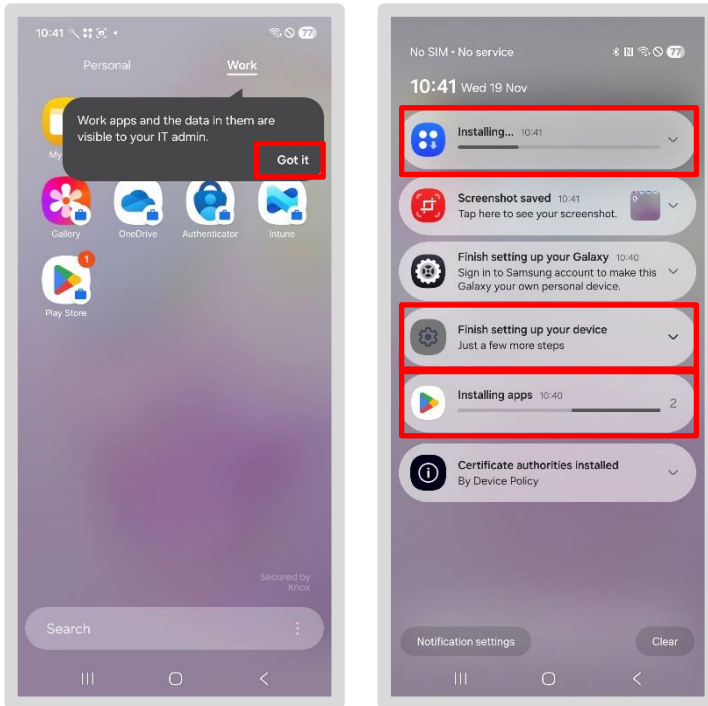 10:41
77
Personal Work
Work apps and the data in them are
visible to your IT admin.
Got it
My
Gallery OneDrive Authenticator Intune
1
Play Store
Secured by
Knox
Search
No SIM • No service
77
10:41 Wed 19 Nov
Installing... 10:41
Screenshot saved 10:41
Tap here to see your screenshot.
Finish setting up your Galaxy 10:40
Sign in to Samsung account to make this
Galaxy your own personal device.
Finish setting up your device
Just a few more steps
Installing apps 10:40
2
Certificate authorities installed
By Device Policy
Notification settings Clear